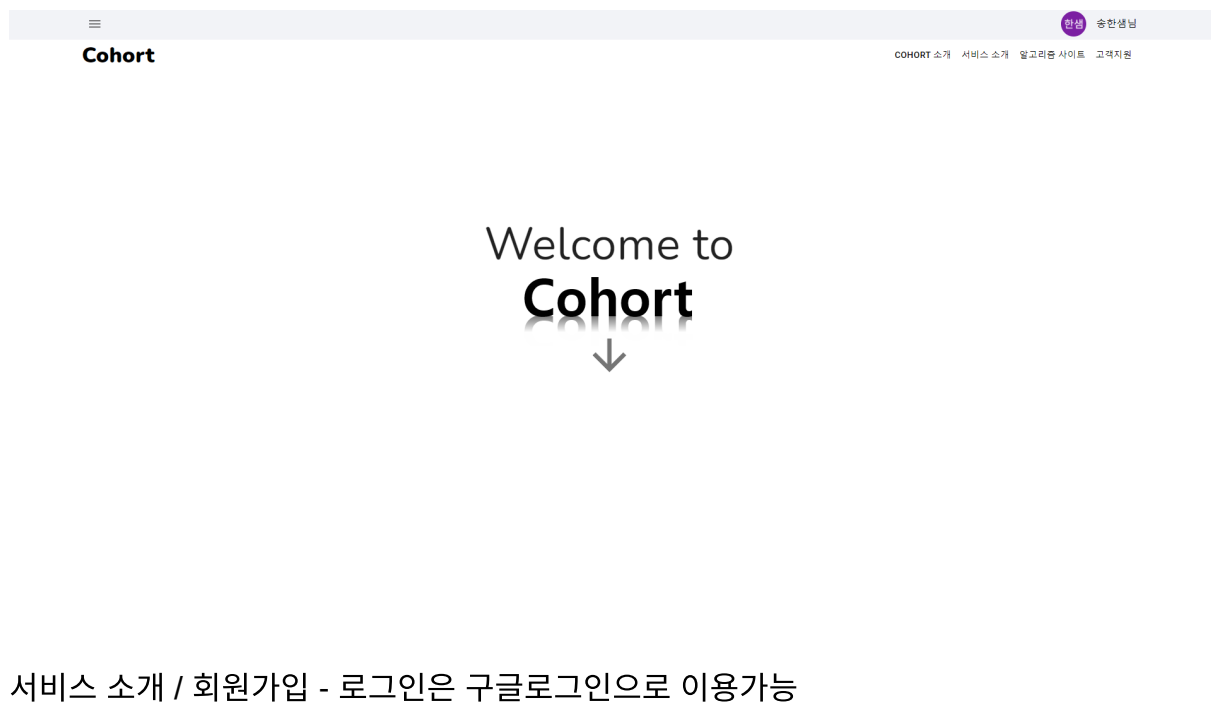 한샘 송한샘님
Cohort
COHORT 소개 서비스 소개 알고리즘 사이트 고객지원
Welcome to
Cohort
서비스 소개 / 회원가입 - 로그인은 구글로그인으로 이용가능